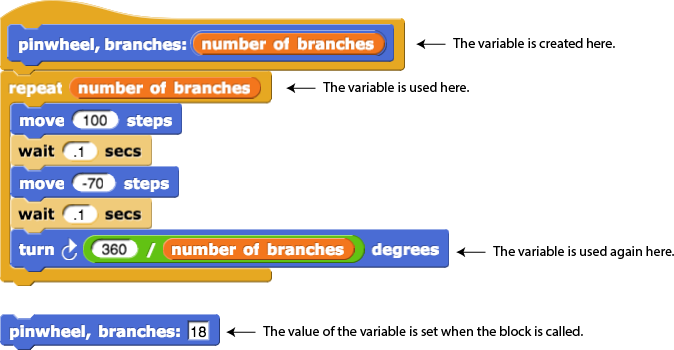 pinwheel, branches: number of branches The variable is created here.
repeat number of branches The variable is used here.
move 100 steps
wait .1 secs
move -70 steps
wait .1 secs
turn 360 / number of branches degrees The variable is used again here.
pinwheel, branches: 18 The value of the variable is set when the block is called.